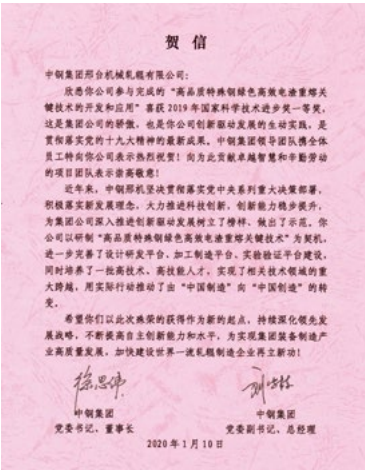 贺信
中钢集团邢台机械轧辊有限公司:
欣悉你公司参与完成的“高品质特殊钢绿色高效电渣重熔关
键技术的开发和应用”喜获2019年国家科学技术进步奖一等奖,
这是集团公司的骄傲,也是你公司创新驱动发展的生动实践,是
贯彻落实党的十九大精神的最新成果。中钢集团领导团队携全体
员工特向你公司表示热烈祝贺!向为此贡献卓越智慧和辛勤劳动
的项目团队表示崇高敬意!
近年来,中钢邢机坚决贯彻落实党中央系列重大决策部署,
积极落实新发展理念,大力推进科技创新,创新能力稳步提升,
为集团公司深入推进创新驱动发展树立了榜样,做出了示范。你
公司以研制“高品质特殊钢绿色高效电渣重熔关键技术”为契机,
进一步完善了设计研发平台、加工制造平台、实验验证平台建设,
同时培养了一批高技术、高技能人才,实现了相关技术领域的重
大跨越,用实际行动推动了由“中国制造”向“中国创造”的转
变。
希望你们以此次殊荣的获得作为新的起点,持续深化领先发
展战略,不断提高自主创新能力和水平,为实现集团装备制造产
业高质量发展,加快建设世界一流轧辊制造企业再立新功!
徐思伟
中钢集团 中钢集团
党委书记、董事长 党委副书记、总经理
2020年1月10日